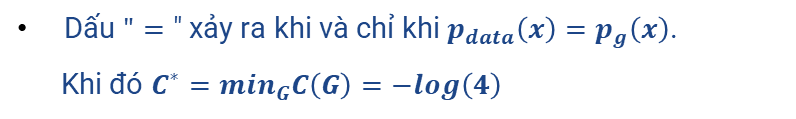 • Dấu " = " xảy ra khi và chỉ khi p_data(x) = p_g(x).
Khi đó C* = min_G C(G) = −log(4)